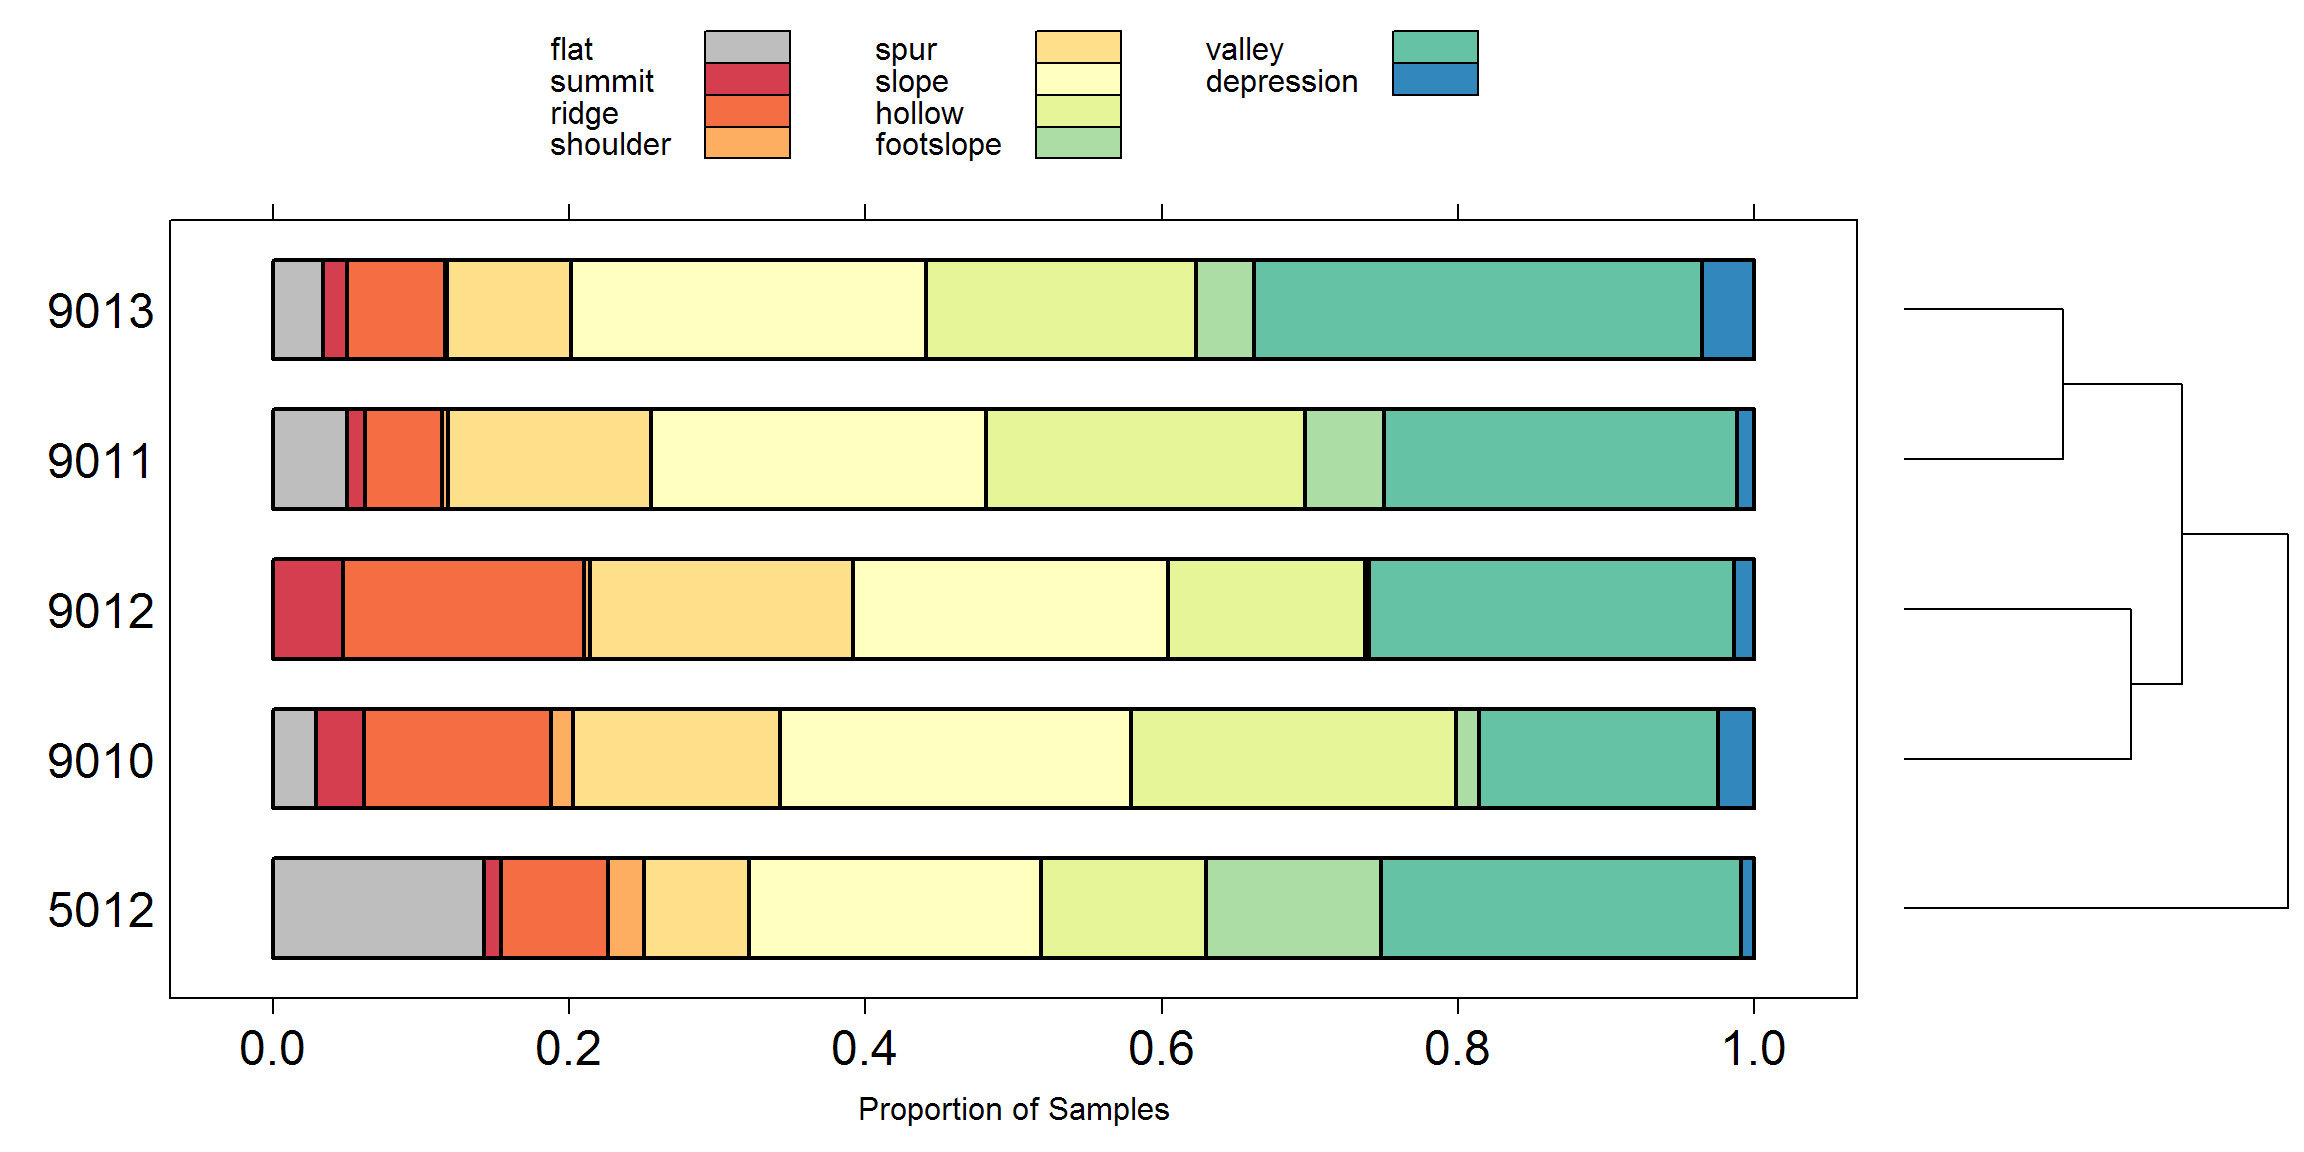 flat
summit
ridge
shoulder
spur
slope
hollow
footslope
valley
depression
9013
9011
9012
9010
5012
0.0 0.2 0.4 0.6 0.8 1.0
Proportion of Samples